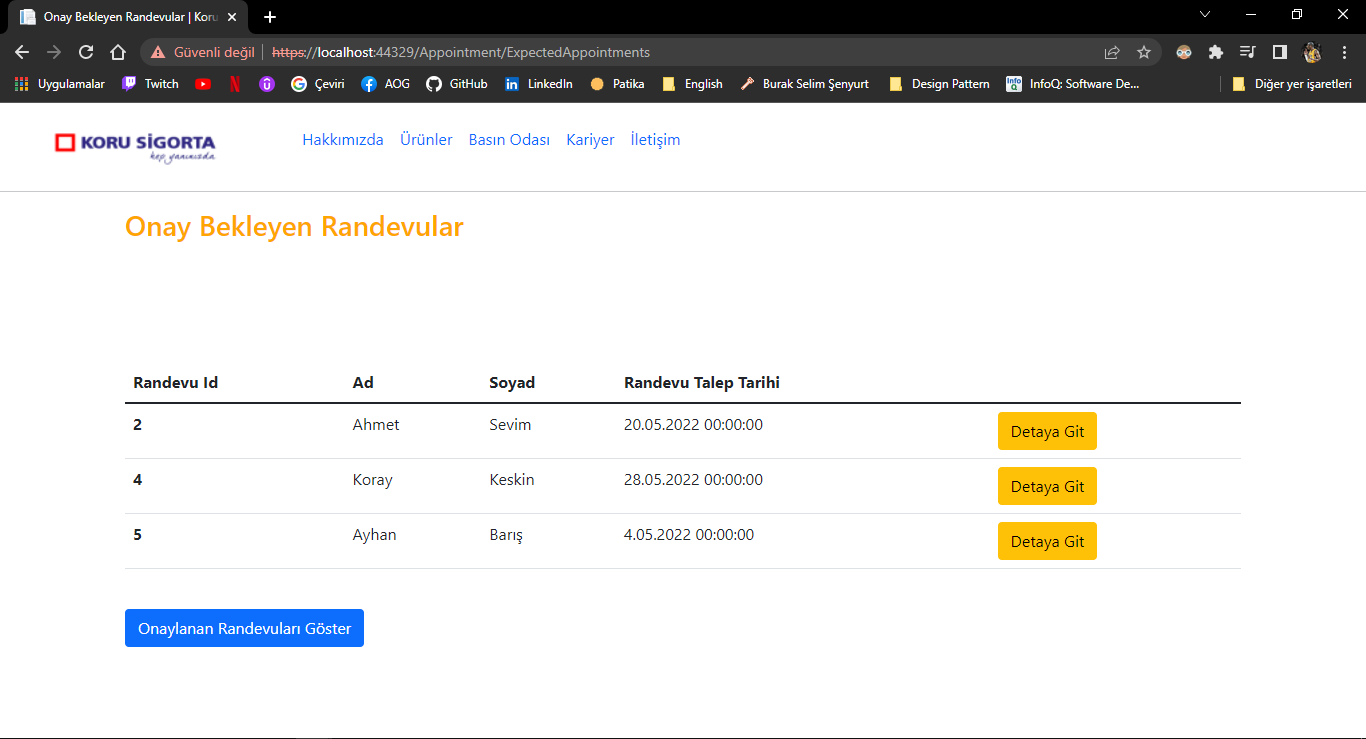 Onay Bekleyen Randevular | Koru
Güvenli değil https://localhost:44329/Appointment/ExpectedAppointments
Uygulamalar Twitch Çeviri AOG GitHub LinkedIn Patika English Burak Selim Şenyurt Design Pattern InfoQ: Software De... Diğer yer işaretleri
KORU SİGORTA
hep yanınızda
Hakkımızda Ürünler Basın Odası Kariyer İletişim
Onay Bekleyen Randevular
Randevu Id Ad Soyad Randevu Talep Tarihi
2 Ahmet Sevim 20.05.2022 00:00:00 Detaya Git
4 Koray Keskin 28.05.2022 00:00:00 Detaya Git
5 Ayhan Barış 4.05.2022 00:00:00 Detaya Git
Onaylanan Randevuları Göster